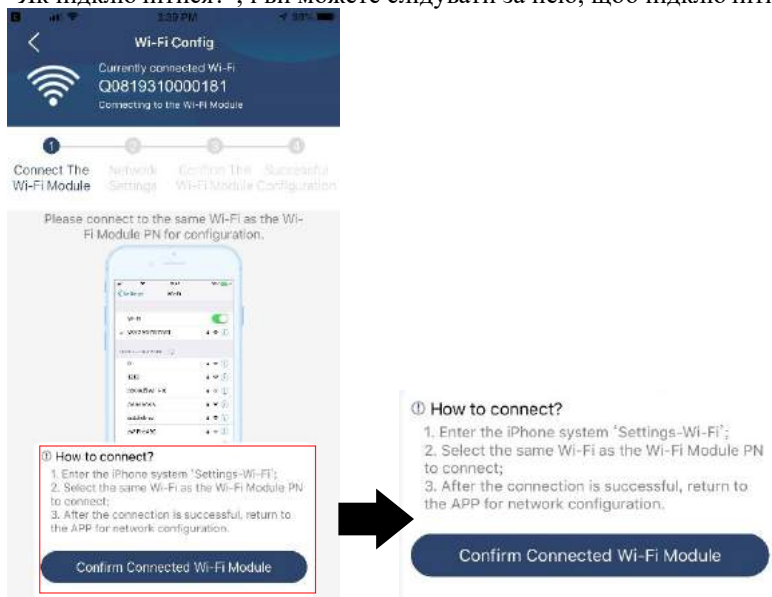 Як підключитися?", і ви можете слідувати за нею, щоб підключити
2:39 PM
Wi-Fi Config
Currently connected Wi-Fi
Q0819310000181
Connecting to the Wi-Fi Module
1
2
3
4
Connect The
Wi-Fi Module
Network
Settings
Confirm The
Wi-Fi Module
Successful
Configuration
Please connect to the same Wi-Fi as the Wi-
Fi Module PN for configuration.
Settings
Wi-Fi
Wi-Fi
How to connect?
1. Enter the iPhone system 'Settings-Wi-Fi';
2. Select the same Wi-Fi as the Wi-Fi Module PN
to connect;
3. After the connection is successful, return to
the APP for network configuration.
Confirm Connected Wi-Fi Module
How to connect?
1. Enter the iPhone system 'Settings-Wi-Fi';
2. Select the same Wi-Fi as the Wi-Fi Module PN
to connect;
3. After the connection is successful, return to
the APP for network configuration.
Confirm Connected Wi-Fi Module